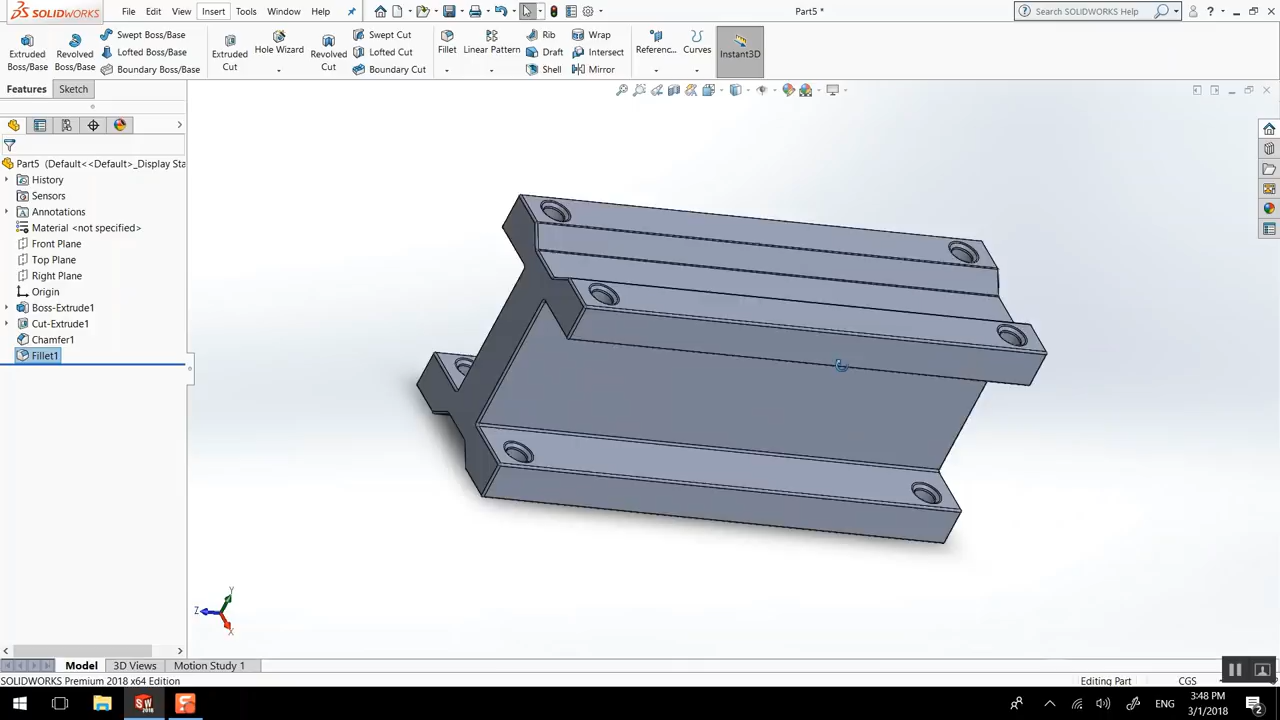 SOLIDWORKS
File Edit View Insert Tools Window Help
Part5 *
Search SOLIDWORKS Help
Extruded Boss/Base
Revolved Boss/Base
Swept Boss/Base
Lofted Boss/Base
Boundary Boss/Base
Extruded Cut
Hole Wizard
Revolved Cut
Swept Cut
Lofted Cut
Boundary Cut
Fillet
Linear Pattern
Rib
Draft
Shell
Wrap
Intersect
Mirror
Referenc...
Curves
Instant3D
Features Sketch
Part5 (Default<<Default>_Display Sta
History
Sensors
Annotations
Material <not specified>
Front Plane
Top Plane
Right Plane
Origin
Boss-Extrude1
Cut-Extrude1
Chamfer1
Fillet1
Y
Z
X
Model 3D Views Motion Study 1
SOLIDWORKS Premium 2018 x64 Edition
Editing Part CGS
SW 2018
ENG
3:48 PM
3/1/2018
2